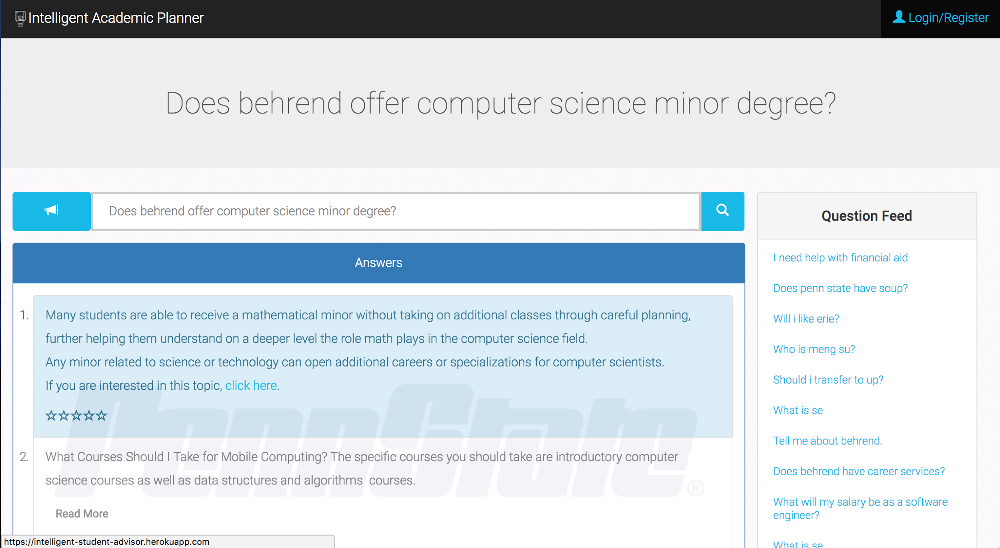 Intelligent Academic Planner
Login/Register
Does behrend offer computer science minor degree?
Does behrend offer computer science minor degree?
Answers
1. Many students are able to receive a mathematical minor without taking on additional classes through careful planning,
further helping them understand on a deeper level the role math plays in the computer science field.
Any minor related to science or technology can open additional careers or specializations for computer scientists.
If you are interested in this topic, click here.
2. What Courses Should I Take for Mobile Computing? The specific courses you should take are introductory computer
science courses as well as data structures and algorithms  courses.
Read More
PennState®
Question Feed
I need help with financial aid
Does penn state have soup?
Will i like erie?
Who is meng su?
Should i transfer to up?
What is se
Tell me about behrend.
Does behrend have career services?
What will my salary be as a software
engineer?
What is se
https://intelligent-student-advisor.herokuapp.com